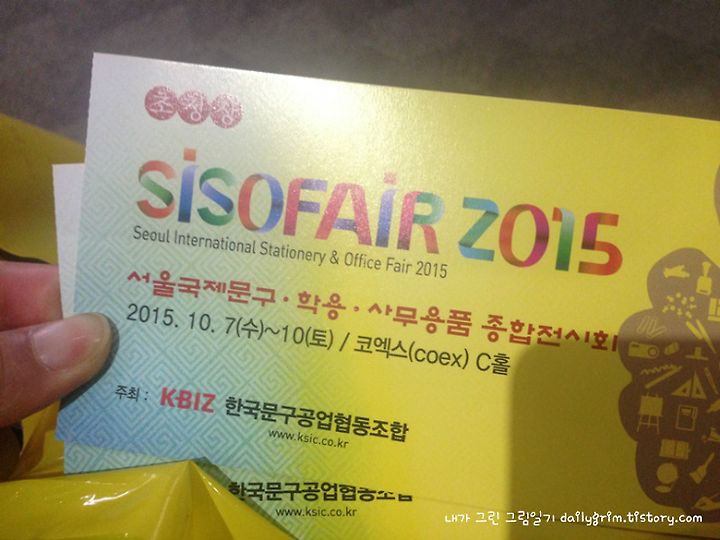 초청장
SISOFAIR 2015
Seoul International Stationery & Office Fair 2015
서울국제문구·학용·사무용품 종합전시회
2015. 10. 7(수)~10(토) / 코엑스(coex) C홀
주최 : K-BIZ 한국문구공업협동조합
www.ksic.co.kr
한국문구공업협동조합
www.ksic.co.kr
내가 그린 그림일기 dailygrim.tistory.com